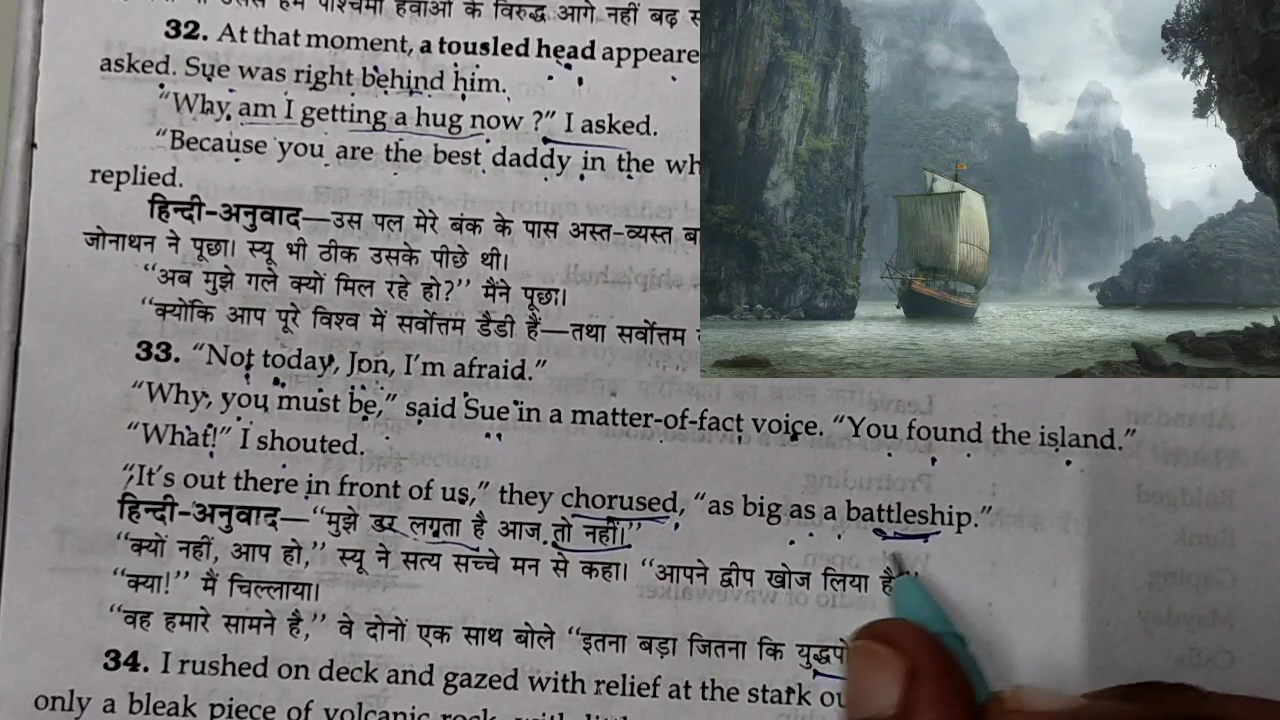 के विरुद्ध आगे नहीं बढ़
32. At that moment, a tousled head appeare
asked. Sue was right behind him.
“Why am I getting a hug now ?” I asked.
“Because you are the best daddy in the wh
replied.
हिन्दी-अनुवाद—उस पल मेरे बंक के पास अस्त-व्यस्त
जोनाथन ने पूछा। स्यू भी ठीक उसके पीछे थी।
“अब मुझे गले क्यों मिल रहे हो?” मैंने पूछा।
“क्योंकि आप पूरे विश्व में सर्वोत्तम डैडी हैं—तथा सर्वोत्तम
33. “Not today, Jon, I’m afraid.”
“Why, you must be,” said Sue in a matter-of-fact voice. “You found the island.”
“What!” I shouted.
“It’s out there in front of us,” they chorused, “as big as a battleship.”
हिन्दी-अनुवाद—“मुझे डर लगता है आज तो नहीं।”
“क्यों नहीं, आप हो,” स्यू ने सत्य सच्चे मन से कहा। “आपने द्वीप खोज लिया है
“क्या!” मैं चिल्लाया।
“वह हमारे सामने है,” वे दोनों एक साथ बोले “इतना बड़ा जितना कि युद्धपो
34. I rushed on deck and gazed with relief at the stark ou
only a bleak piece of volcanic rock, with